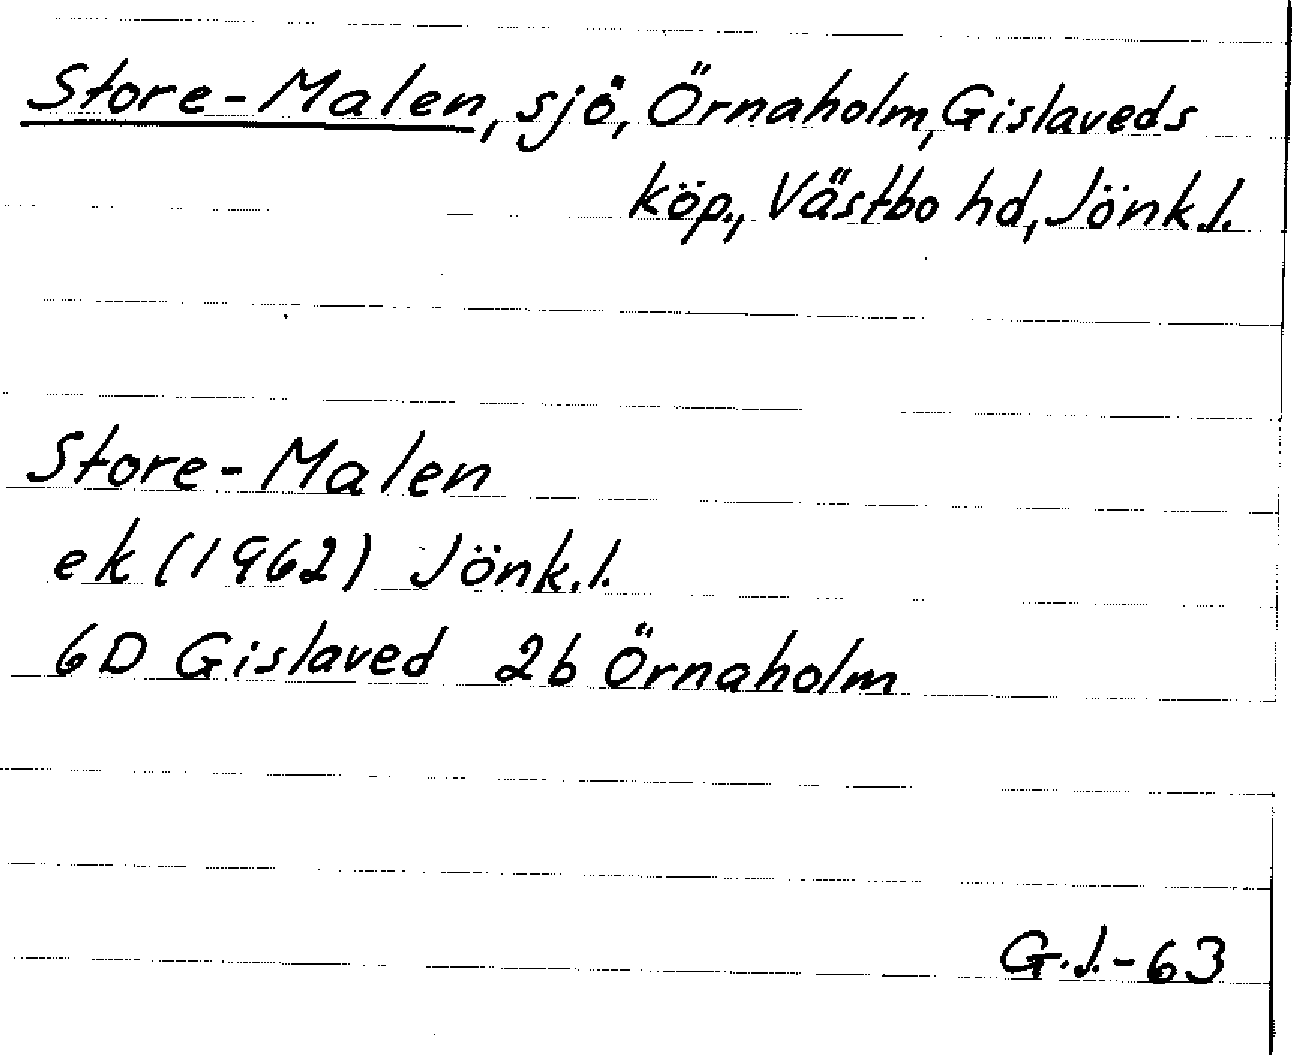 Store-Malen, sjö, Örnaholm, Gislaveds
köp., Västbo hd, Jönk.l.
Store-Malen
ek (1962) Jönk.l.
6D Gislaved 2b Örnaholm
G.J.-63